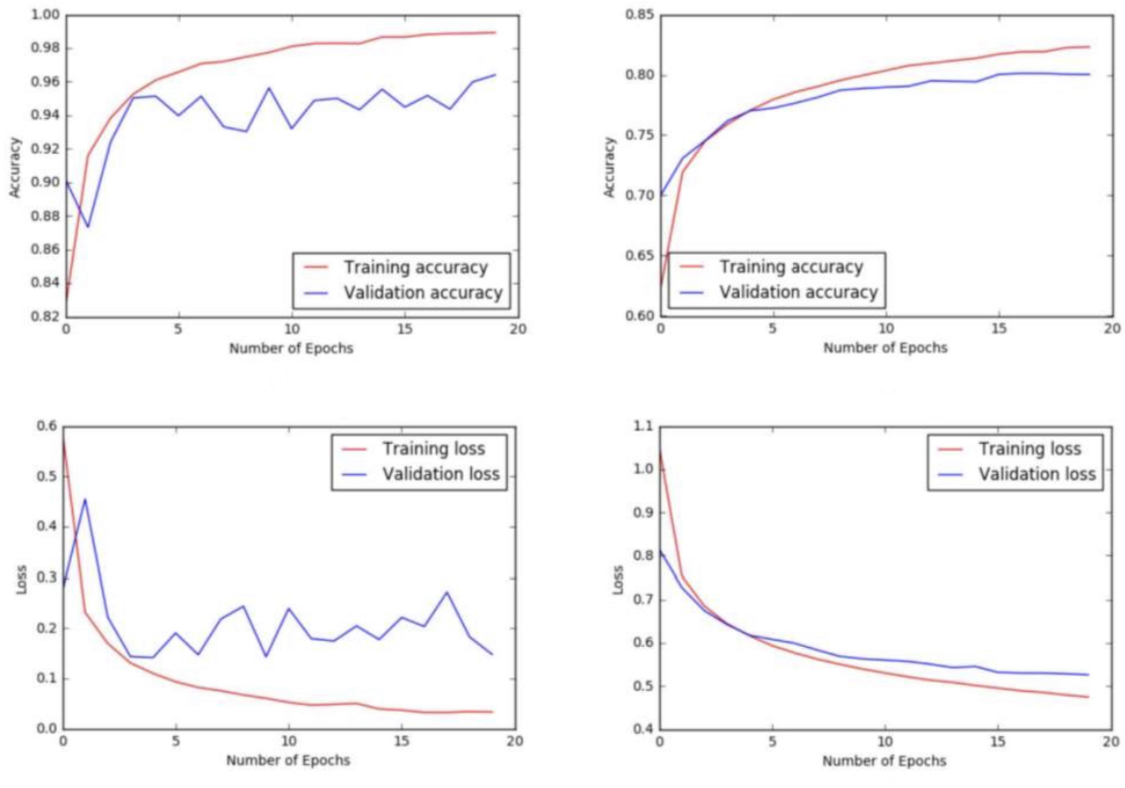 1.00
0.98
0.96
0.94
0.92
0.90
0.88
0.86
0.84
0.82
Accuracy
Training accuracy
Validation accuracy
0 5 10 15 20
Number of Epochs
0.85
0.80
0.75
0.70
0.65
0.60
Accuracy
Training accuracy
Validation accuracy
0 5 10 15 20
Number of Epochs
0.6
0.5
0.4
0.3
0.2
0.1
0.0
Loss
Training loss
Validation loss
0 5 10 15 20
Number of Epochs
1.1
1.0
0.9
0.8
0.7
0.6
0.5
0.4
Loss
Training loss
Validation loss
0 5 10 15 20
Number of Epochs